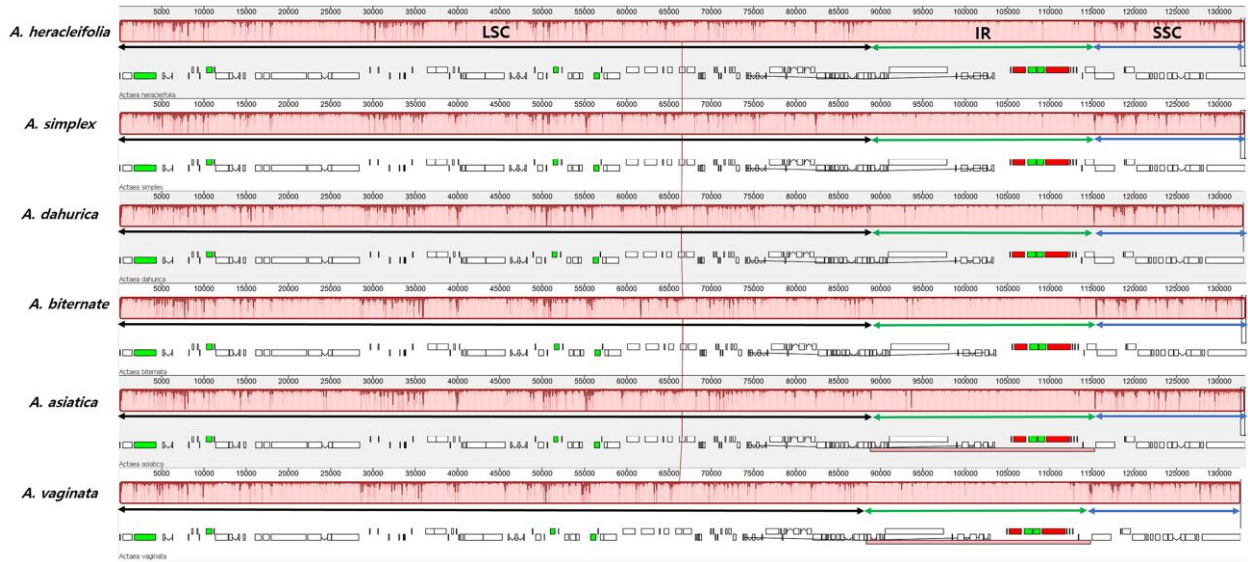 5000 10000 15000 20000 25000 30000 35000 40000 45000 50000 55000 60000 65000 70000 75000 80000 85000 90000 95000 100000 105000 110000 115000 120000 125000 130000
A. heracleifolia LSC IR SSC
Actaea heracleifolia
5000 10000 15000 20000 25000 30000 35000 40000 45000 50000 55000 60000 65000 70000 75000 80000 85000 90000 95000 100000 105000 110000 115000 120000 125000 130000
A. simplex
Actaea simplex
5000 10000 15000 20000 25000 30000 35000 40000 45000 50000 55000 60000 65000 70000 75000 80000 85000 90000 95000 100000 105000 110000 115000 120000 125000 130000
A. dahurica
Actaea dahurica
5000 10000 15000 20000 25000 30000 35000 40000 45000 50000 55000 60000 65000 70000 75000 80000 85000 90000 95000 100000 105000 110000 115000 120000 125000 130000
A. biternate
Actaea biternata
5000 10000 15000 20000 25000 30000 35000 40000 45000 50000 55000 60000 65000 70000 75000 80000 85000 90000 95000 100000 105000 110000 115000 120000 125000 130000
A. asiatica
Actaea asiatica
5000 10000 15000 20000 25000 30000 35000 40000 45000 50000 55000 60000 65000 70000 75000 80000 85000 90000 95000 100000 105000 110000 115000 120000 125000 130000
A. vaginata
Actaea vaginata